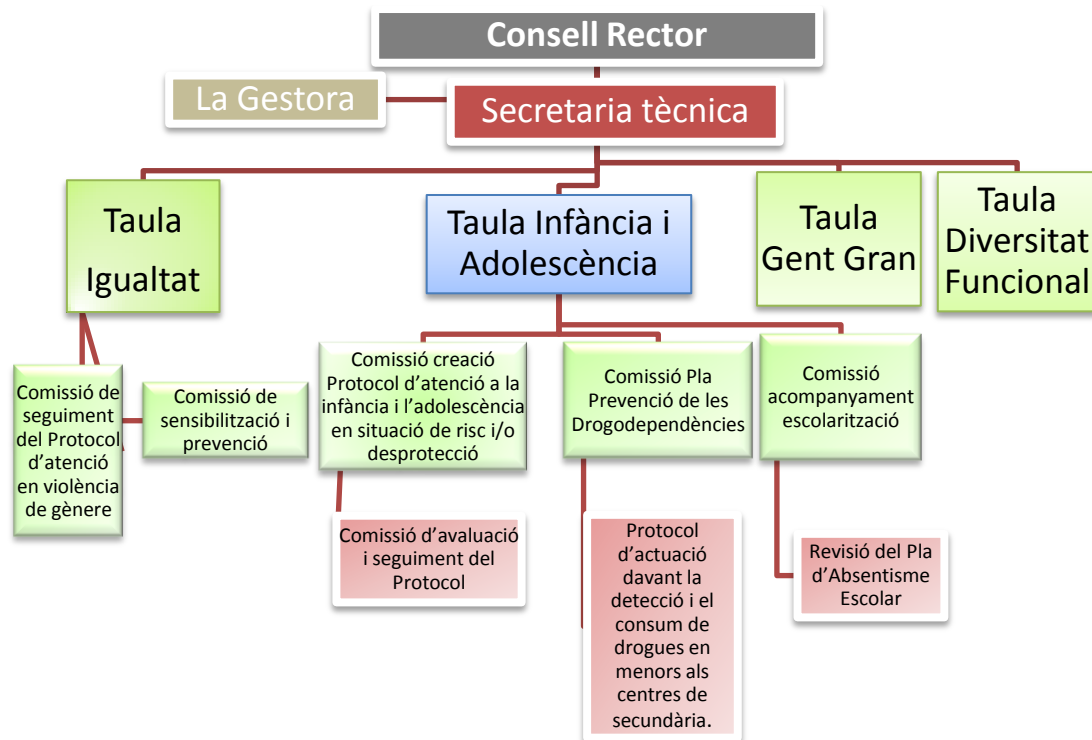 Consell Rector
La Gestora
Secretaria tècnica
Taula
Igualtat
Taula Infància i
Adolescència
Taula
Gent Gran
Taula
Diversitat
Funcional
Comissió de
seguiment
del Protocol
d'atenció
en violència
de gènere
Comissió de
sensibilització i
prevenció
Comissió creació
Protocol d'atenció a la
infància i l'adolescència
en situació de risc i/o
desprotecció
Comissió Pla
Prevenció de les
Drogodependències
Comissió
acompanyament
escolarització
Comissió d'avaluació
i seguiment del
Protocol
Protocol
d'actuació
davant la
detecció i el
consum de
drogues en
menors als
centres de
secundària.
Revisió del Pla
d'Absentisme
Escolar